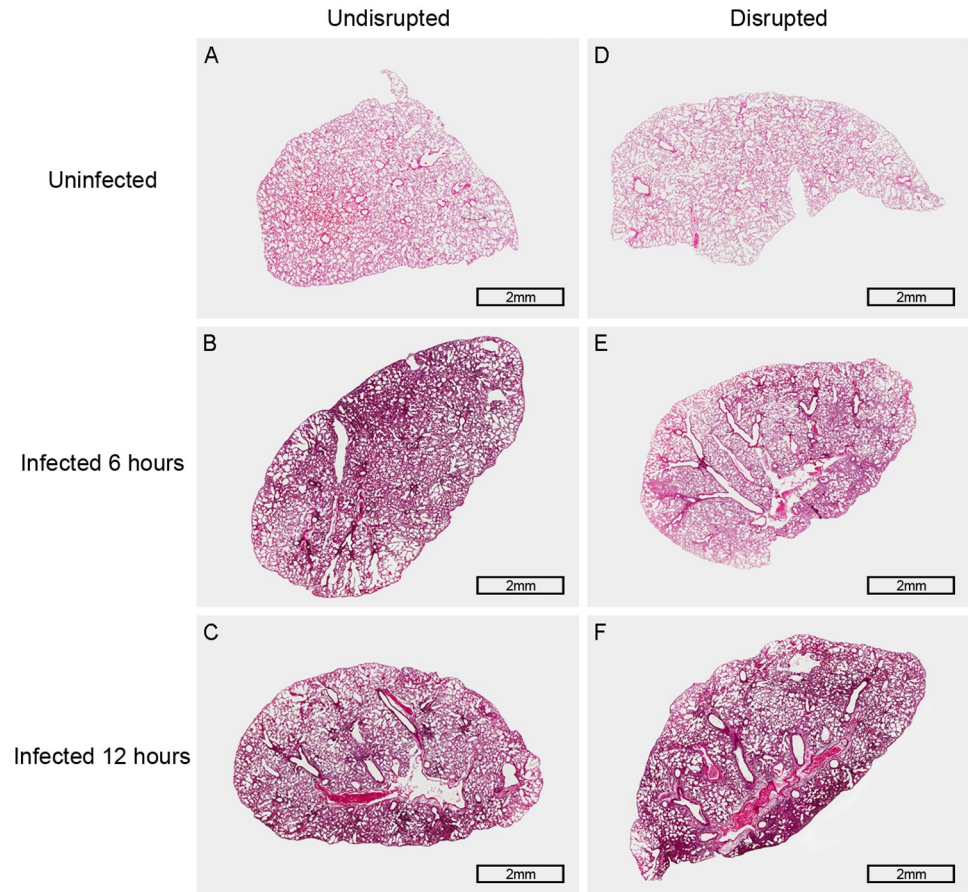 Undisrupted Disrupted
A D
Uninfected
2mm 2mm
B E
Infected 6 hours
2mm 2mm
C F
Infected 12 hours
2mm 2mm